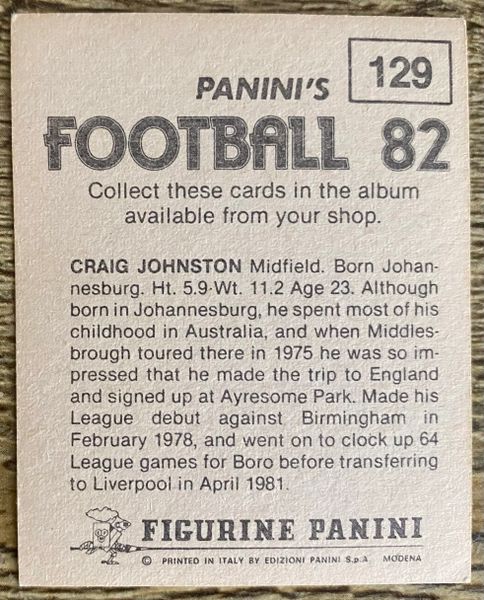 129
PANINI'S
FOOTBALL 82
Collect these cards in the album
available from your shop.
CRAIG JOHNSTON Midfield. Born Johan-
nesburg. Ht. 5.9 Wt. 11.2 Age 23. Although
born in Johannesburg, he spent most of his
childhood in Australia, and when Middles-
brough toured there in 1975 he was so im-
pressed that he made the trip to England
and signed up at Ayresome Park. Made his
League debut against Birmingham in
February 1978, and went on to clock up 64
League games for Boro before transferring
to Liverpool in April 1981.
FIGURINE PANINI
© PRINTED IN ITALY BY EDIZIONI PANINI S.p.A MODENA